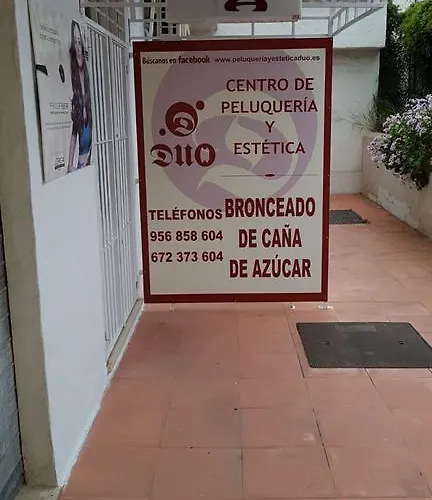 Búscanos en facebook www.peluqueriayesteticaduo.es
CENTRO DE
PELUQUERÍA
Y
ESTÉTICA
DUO
TELÉFONOS
956 858 604
672 373 604
BRONCEADO
DE CAÑA
DE AZÚCAR